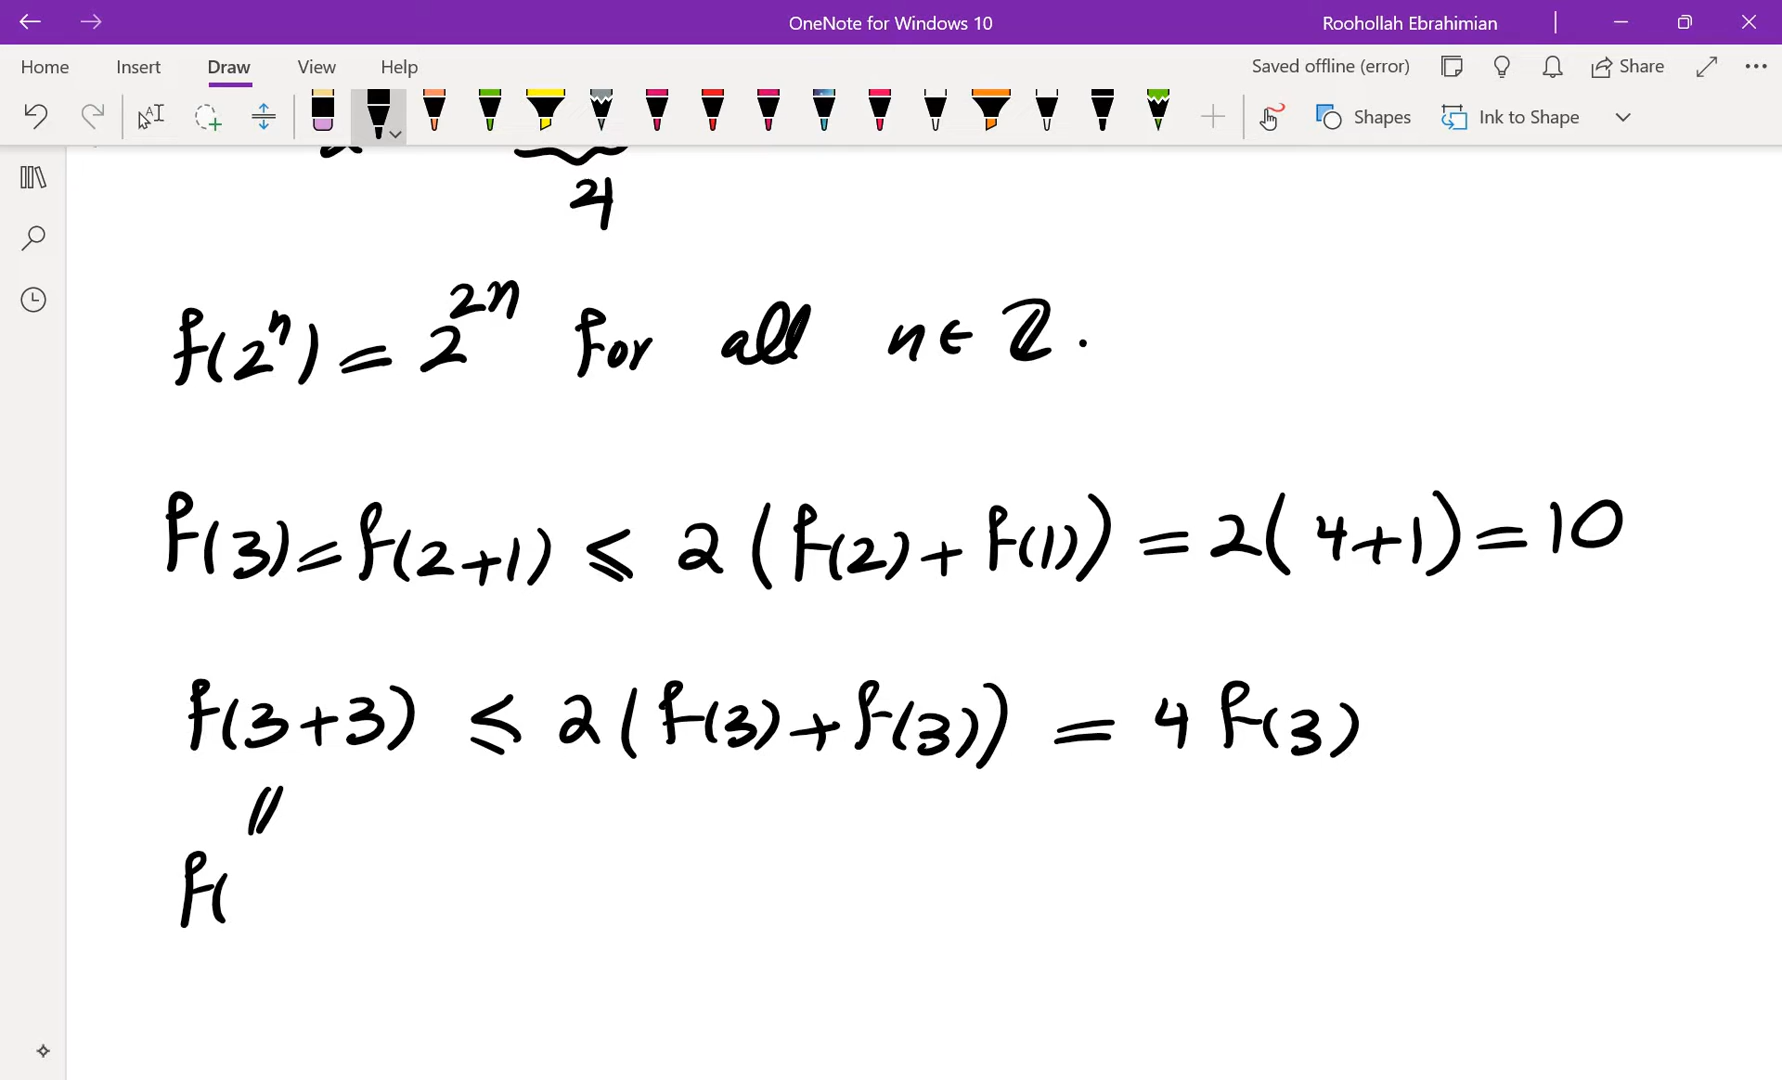 OneNote for Windows 10
Roohollah Ebrahimian
Home Insert Draw View Help
Saved offline (error)
Share
Shapes
Ink to Shape
4
f(2^n) = 2^{2n} for all n ∈ ℤ.
f(3) = f(2+1) ≤ 2(f(2)+f(1)) = 2(4+1) = 10
f(3+3) ≤ 2(f(3)+f(3)) = 4 f(3)
||
f(